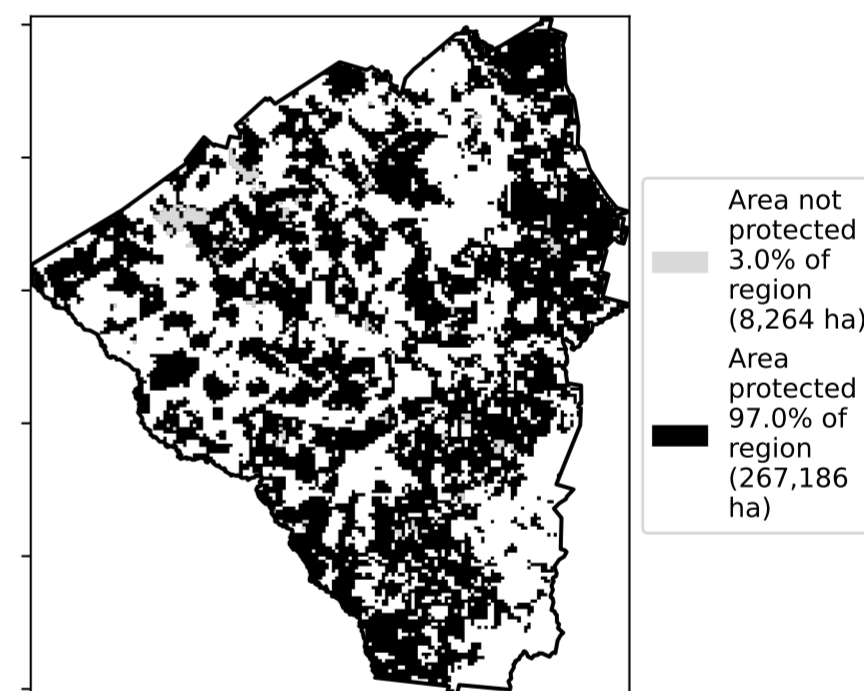 Area not
protected
3.0% of
region
(8,264 ha)
Area
protected
97.0% of
region
(267,186
ha)